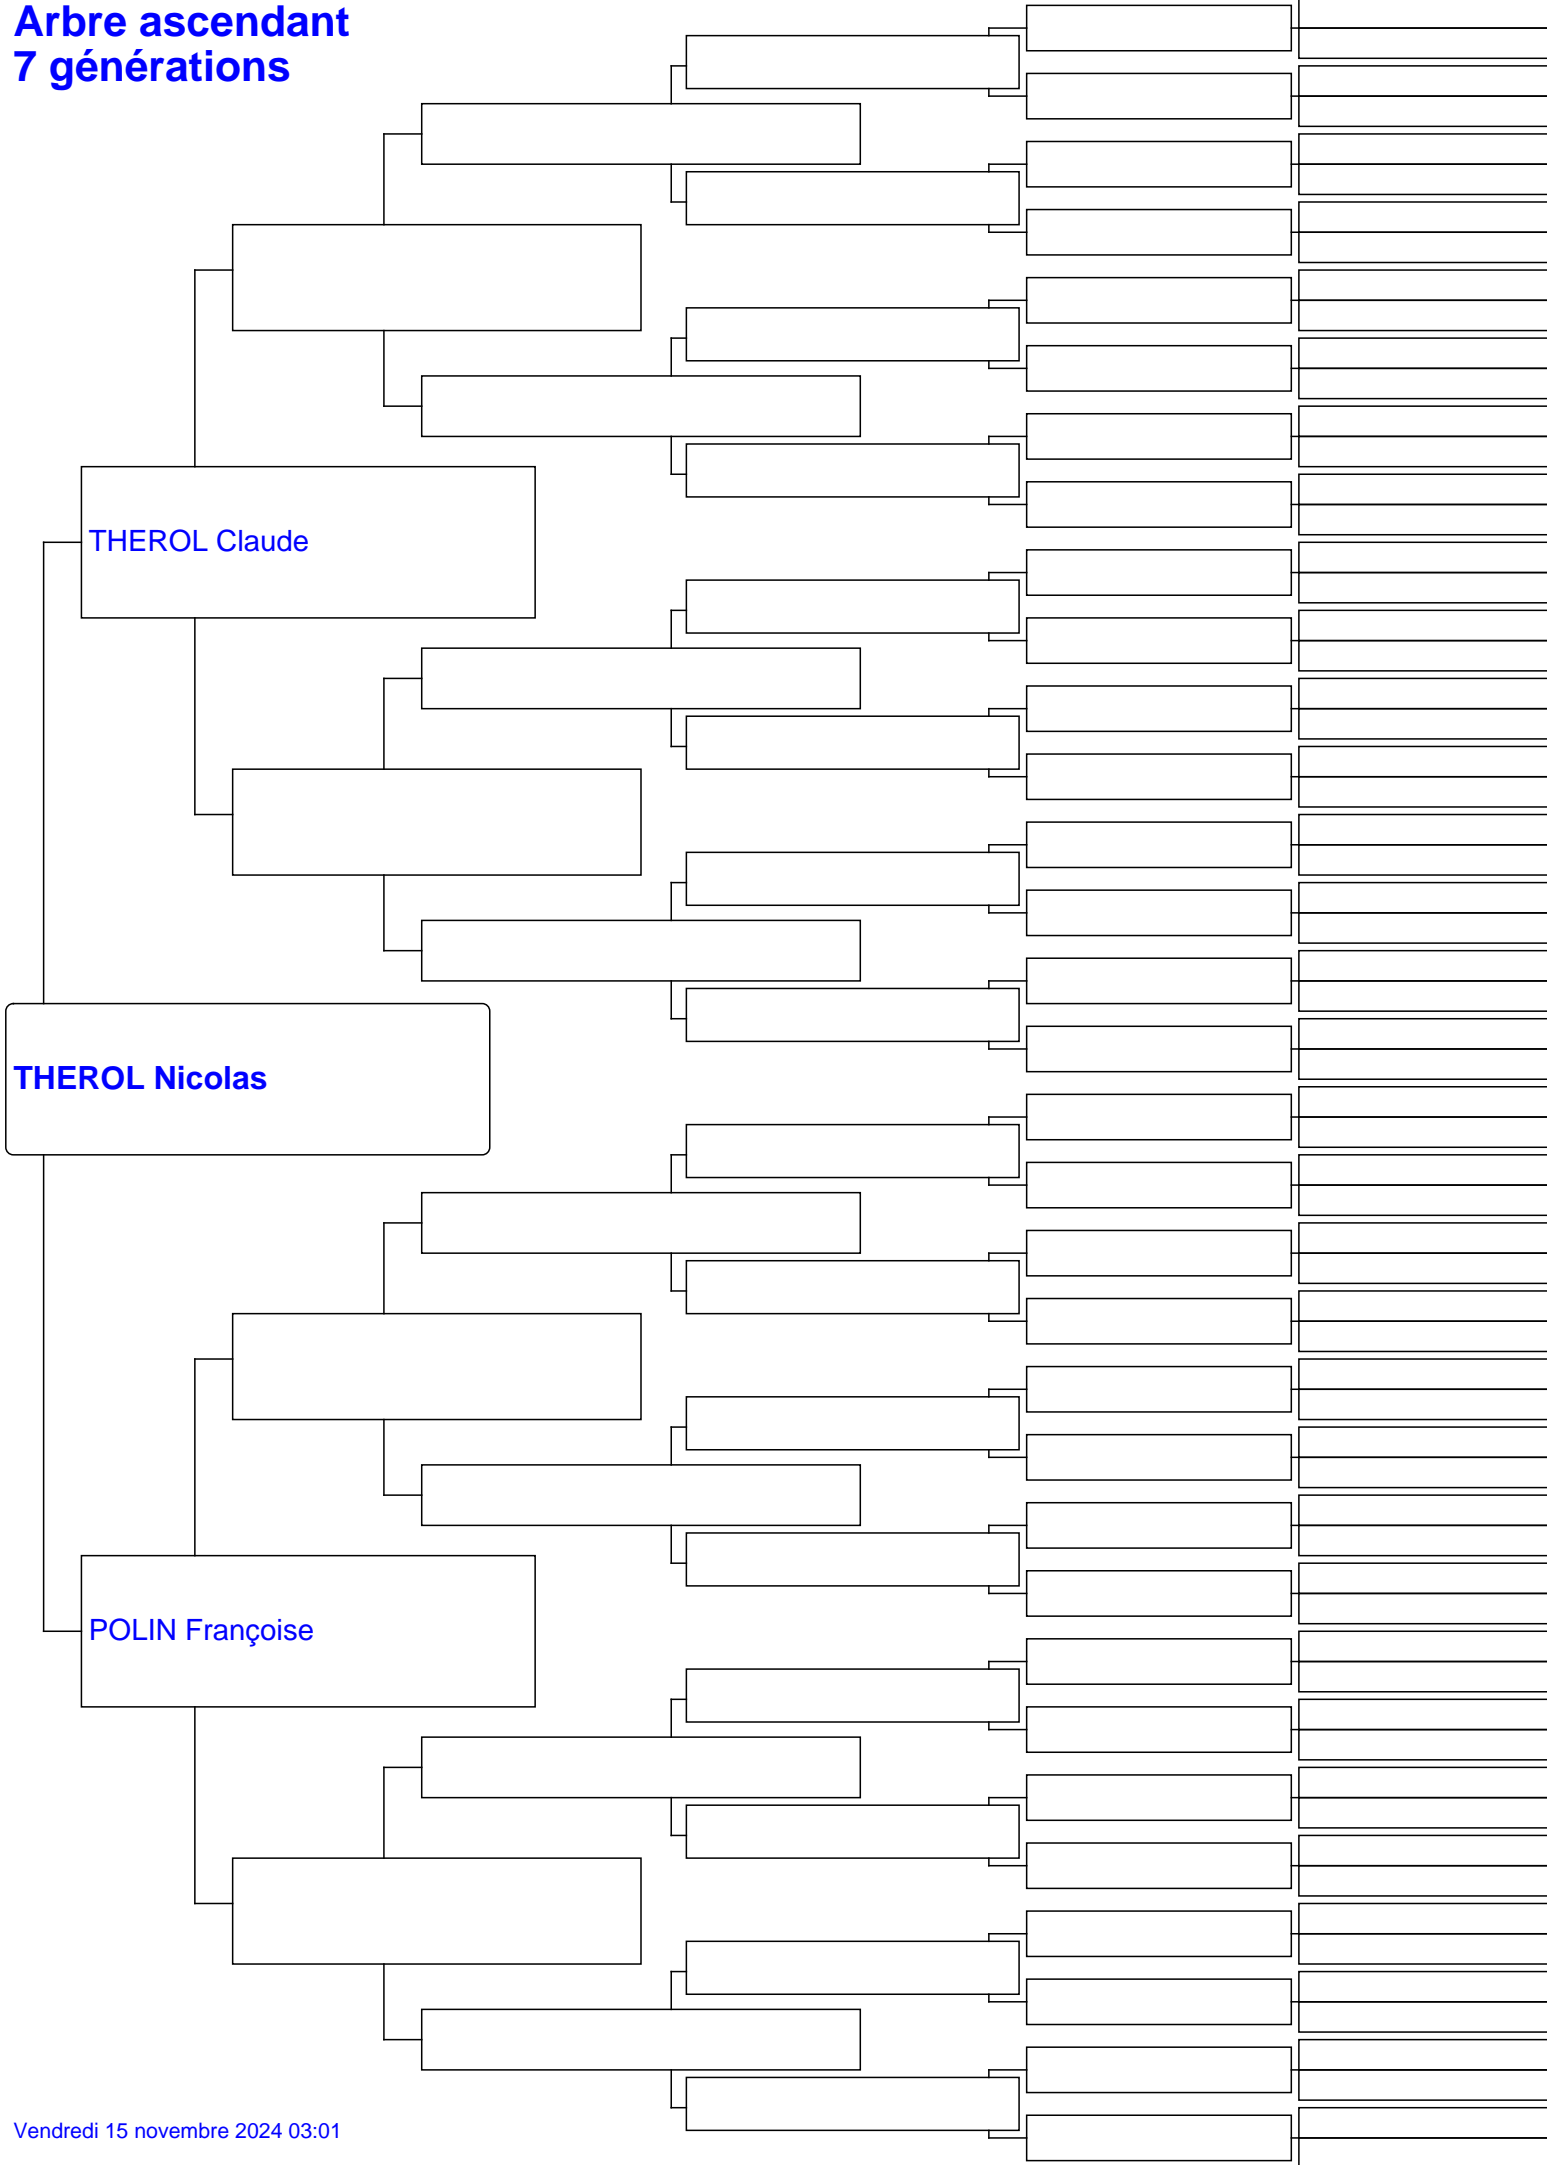 Arbre ascendant
7 générations
THEROL Claude
THEROL Nicolas
POLIN Françoise
Vendredi 15 novembre 2024 03:01